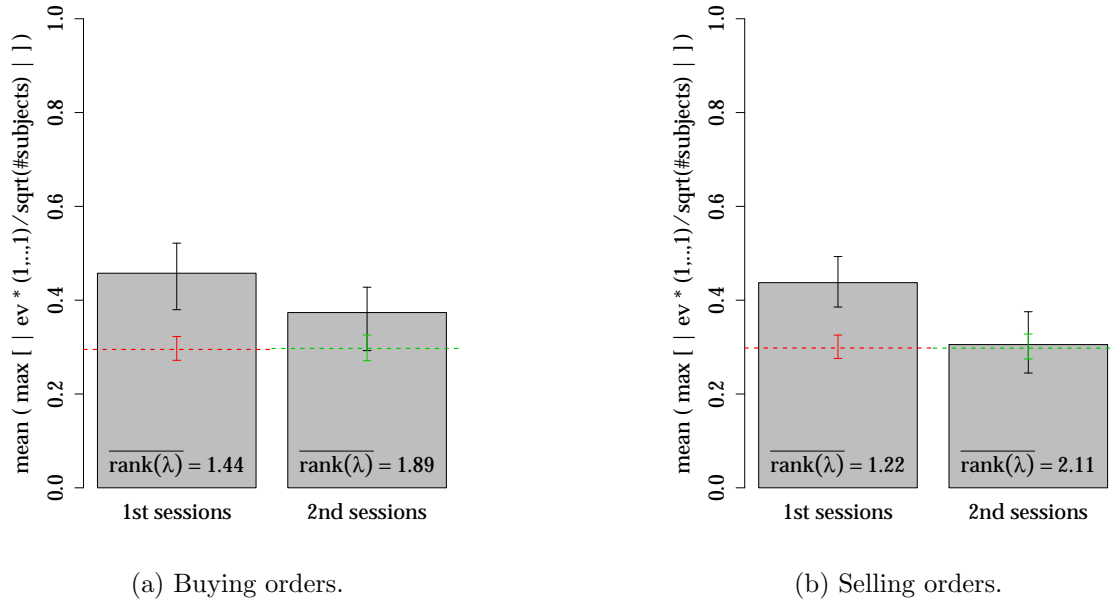 mean ( max [ | ev * (1,..,1)/sqrt(#subjects) | ] )
1.0
0.8
0.6
0.4
0.2
0.0
rank(λ) = 1.44
rank(λ) = 1.89
1st sessions
2nd sessions
(a) Buying orders.
mean ( max [ | ev * (1,..,1)/sqrt(#subjects) | ] )
1.0
0.8
0.6
0.4
0.2
0.0
rank(λ) = 1.22
rank(λ) = 2.11
1st sessions
2nd sessions
(b) Selling orders.